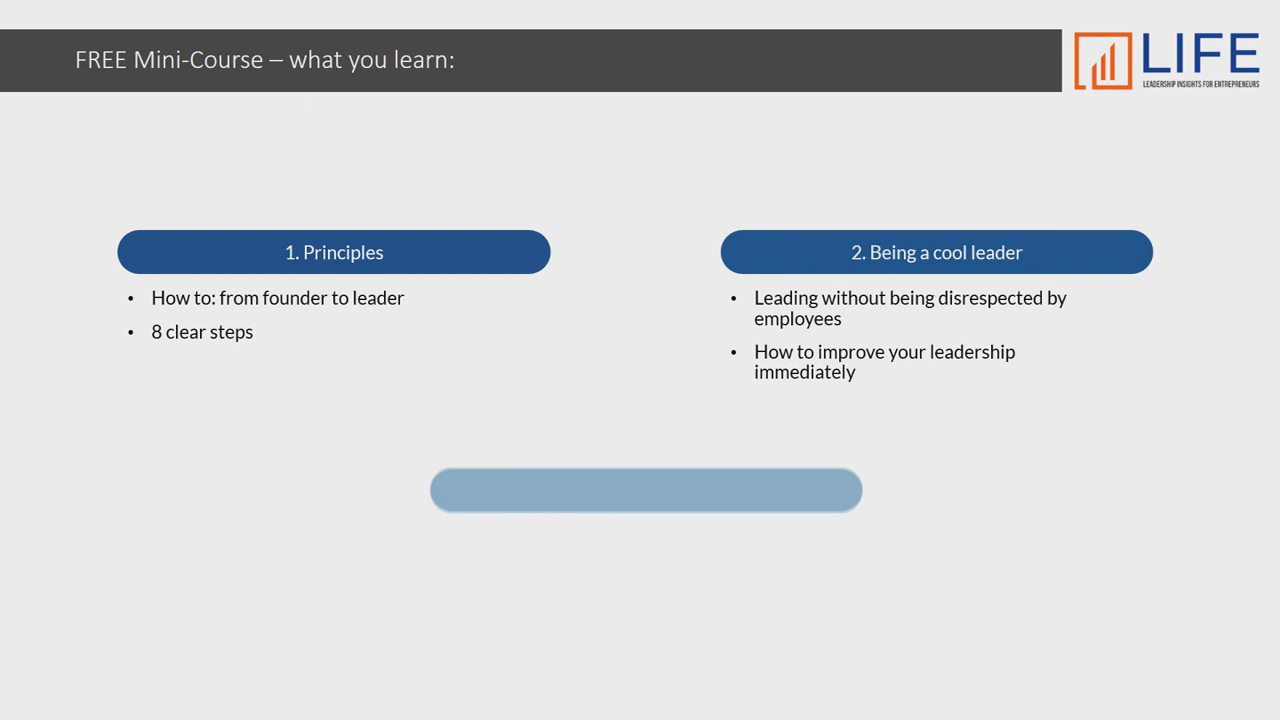 FREE Mini-Course – what you learn:
LIFE
LEADERSHIP INSIGHTS FOR ENTREPRENEURS
1. Principles
• How to: from founder to leader
• 8 clear steps
2. Being a cool leader
• Leading without being disrespected by
employees
• How to improve your leadership
immediately